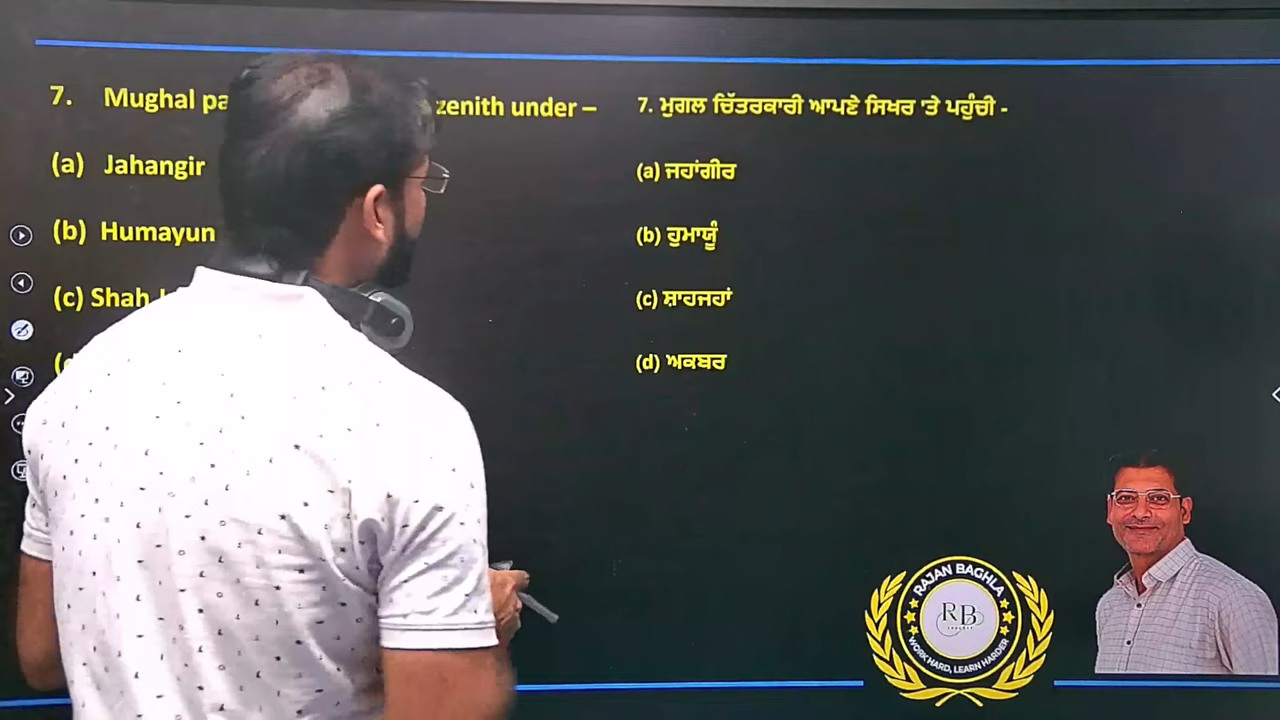 7. Mughal pa zenith under –
(a) Jahangir
(b) Humayun
(c) Shah
7. ਮੁਗਲ ਚਿੱਤਰਕਾਰੀ ਆਪਣੇ ਸਿਖਰ 'ਤੇ ਪਹੁੰਚੀ -
(a) ਜਹਾਂਗੀਰ
(b) ਹੁਮਾਯੂੰ
(c) ਸ਼ਾਹਜਹਾਂ
(d) ਅਕਬਰ
RAJAN BAGHLA
RB
WORK HARD, LEARN HARDER